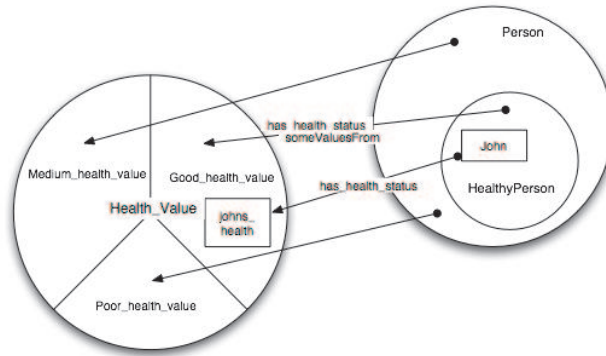 Person
has_health_status
someValuesFrom
John
Medium_health_value
Good_health_value
has_health_status
HealthyPerson
Health_Value
johns_
health
Poor_health_value